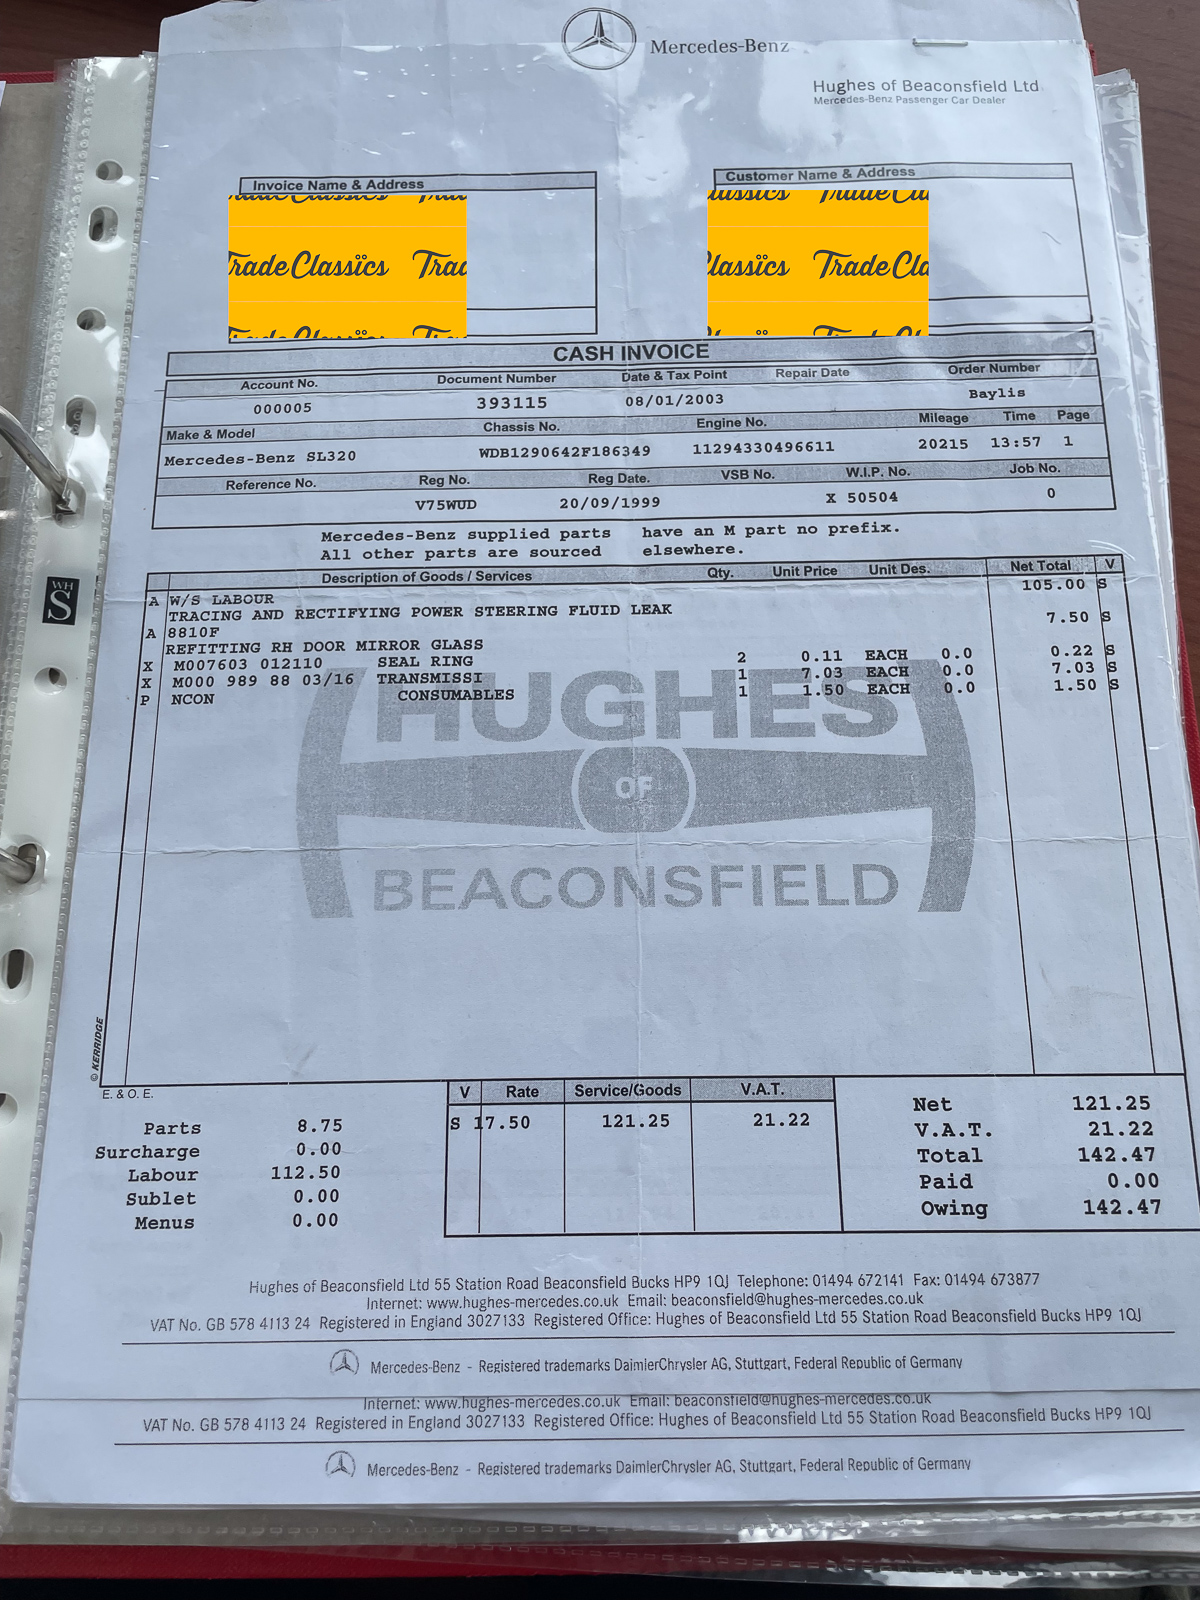 Mercedes-Benz
Hughes of Beaconsfield Ltd
Mercedes-Benz Passenger Car Dealer
Invoice Name & Address
Customer Name & Address
TradeClassics Trad
Classics TradeCla
CASH INVOICE
Account No. Document Number Date & Tax Point Repair Date Order Number
000005 393115 08/01/2003 Baylis
Make & Model Chassis No. Engine No. Mileage Time Page
Mercedes-Benz SL320 WDB1290642F186349 11294330496611 20215 13:57 1
Reference No. Reg No. Reg Date. VSB No. W.I.P. No. Job No.
V75WUD 20/09/1999 X 50504 0
Mercedes-Benz supplied parts have an M part no prefix.
All other parts are sourced elsewhere.
Description of Goods / Services Qty. Unit Price Unit Des. Net Total V
A W/S LABOUR 105.00 S
TRACING AND RECTIFYING POWER STEERING FLUID LEAK
A 8810F 7.50 S
REFITTING RH DOOR MIRROR GLASS
X M007603 012110 SEAL RING 2 0.11 EACH 0.0 0.22 S
X M000 989 88 03/16 TRANSMISSI 1 7.03 EACH 0.0 7.03 S
P NCON CONSUMABLES 1 1.50 EACH 0.0 1.50 S
HUGHES
OF
BEACONSFIELD
WH
S
© KERRIDGE
E. & O. E.
V Rate Service/Goods V.A.T.
S 17.50 121.25 21.22
Parts 8.75
Surcharge 0.00
Labour 112.50
Sublet 0.00
Menus 0.00
Net 121.25
V.A.T. 21.22
Total 142.47
Paid 0.00
Owing 142.47
Hughes of Beaconsfield Ltd 55 Station Road Beaconsfield Bucks HP9 1QJ Telephone: 01494 672141 Fax: 01494 673877
Internet: www.hughes-mercedes.co.uk Email: beaconsfield@hughes-mercedes.co.uk
VAT No. GB 578 4113 24 Registered in England 3027133 Registered Office: Hughes of Beaconsfield Ltd 55 Station Road Beaconsfield Bucks HP9 1QJ
Mercedes-Benz - Registered trademarks DaimlerChrysler AG, Stuttgart, Federal Republic of Germany
Internet: www.hughes-mercedes.co.uk Email: beaconsfield@hughes-mercedes.co.uk
VAT No. GB 578 4113 24 Registered in England 3027133 Registered Office: Hughes of Beaconsfield Ltd 55 Station Road Beaconsfield Bucks HP9 1QJ
Mercedes-Benz - Registered trademarks DaimlerChrysler AG, Stuttgart, Federal Republic of Germany